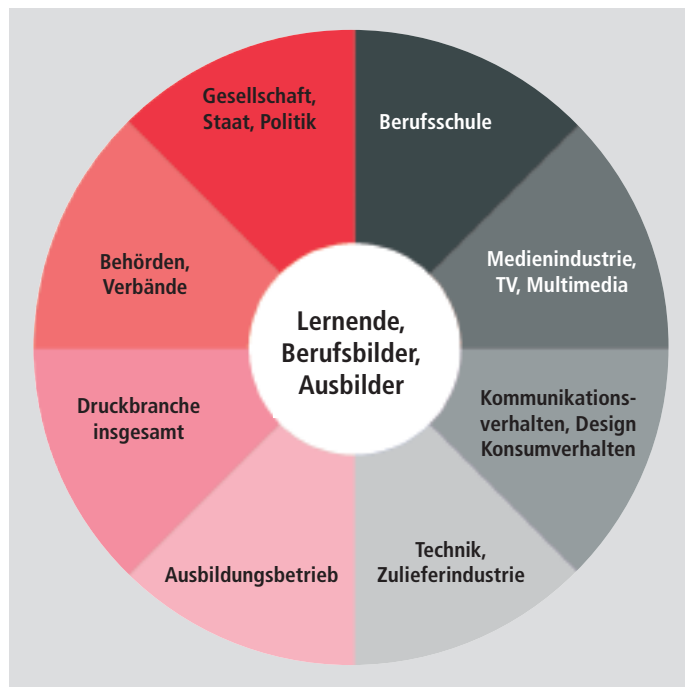 Gesellschaft,
Staat, Politik
Berufsschule
Medienindustrie,
TV, Multimedia
Kommunikations-
verhalten, Design
Konsumverhalten
Technik,
Zulieferindustrie
Ausbildungsbetrieb
Druckbranche
insgesamt
Behörden,
Verbände
Lernende,
Berufsbilder,
Ausbilder